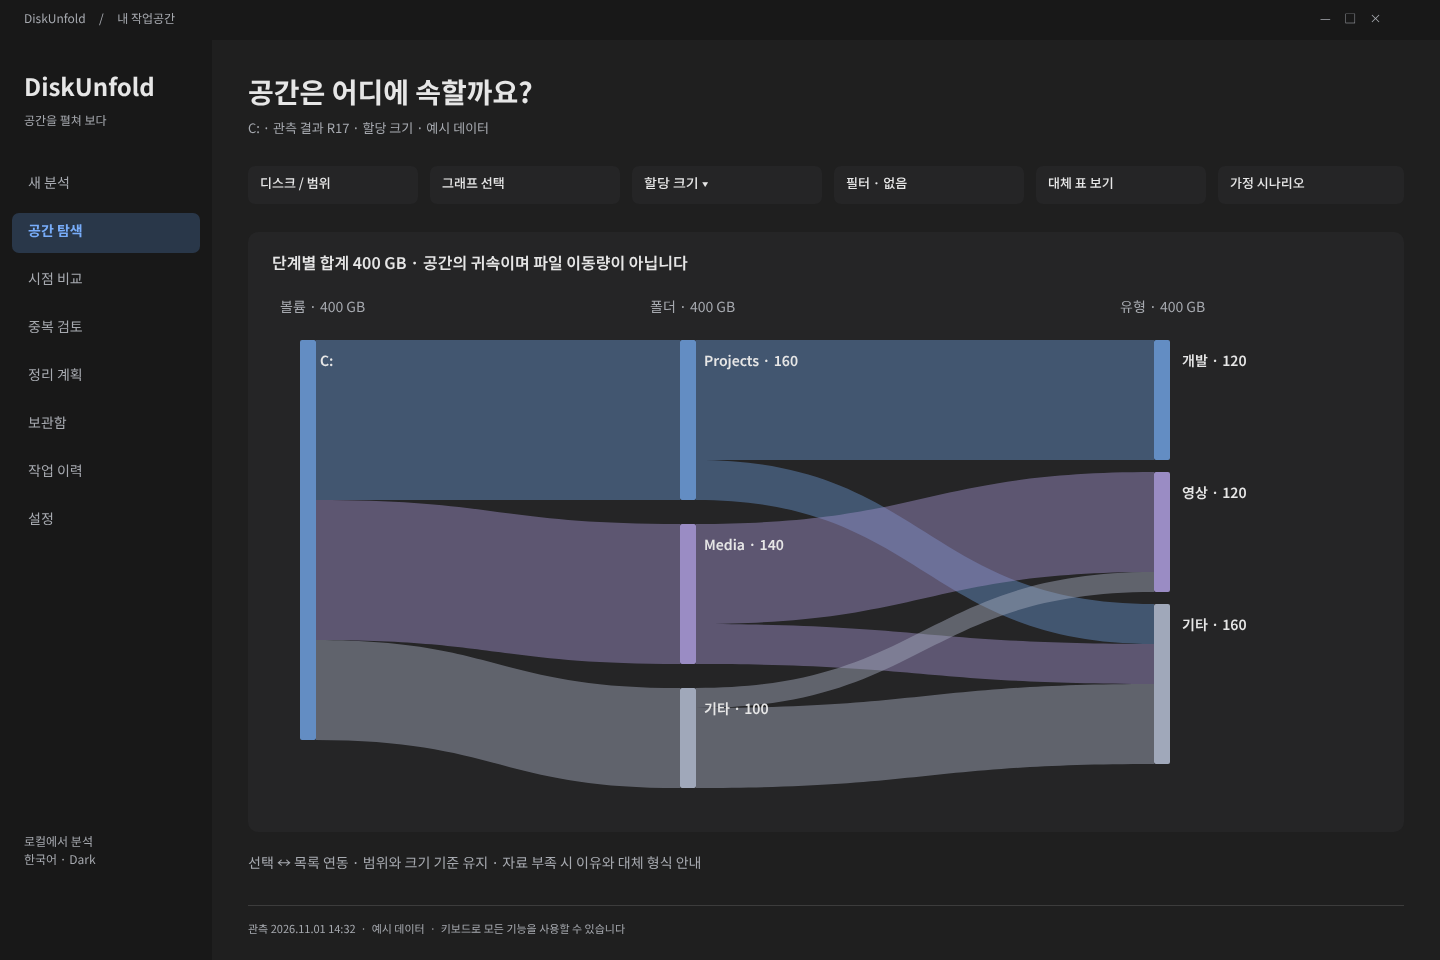 DiskUnfold / 내 작업공간
DiskUnfold
공간을 펼쳐 보다
새 분석
공간 탐색
시점 비교
중복 검토
정리 계획
보관함
작업 이력
설정
로컬에서 분석
한국어 · Dark
공간은 어디에 속할까요?
C: · 관측 결과 R17 · 할당 크기 · 예시 데이터
디스크 / 범위
그래프 선택
할당 크기 ▾
필터 · 없음
대체 표 보기
가정 시나리오
단계별 합계 400 GB · 공간의 귀속이며 파일 이동량이 아닙니다
볼륨 · 400 GB
폴더 · 400 GB
유형 · 400 GB
C:
Projects · 160
개발 · 120
영상 · 120
Media · 140
기타 · 160
기타 · 100
선택 ↔ 목록 연동 · 범위와 크기 기준 유지 · 자료 부족 시 이유와 대체 형식 안내
관측 2026.11.01 14:32 · 예시 데이터 · 키보드로 모든 기능을 사용할 수 있습니다